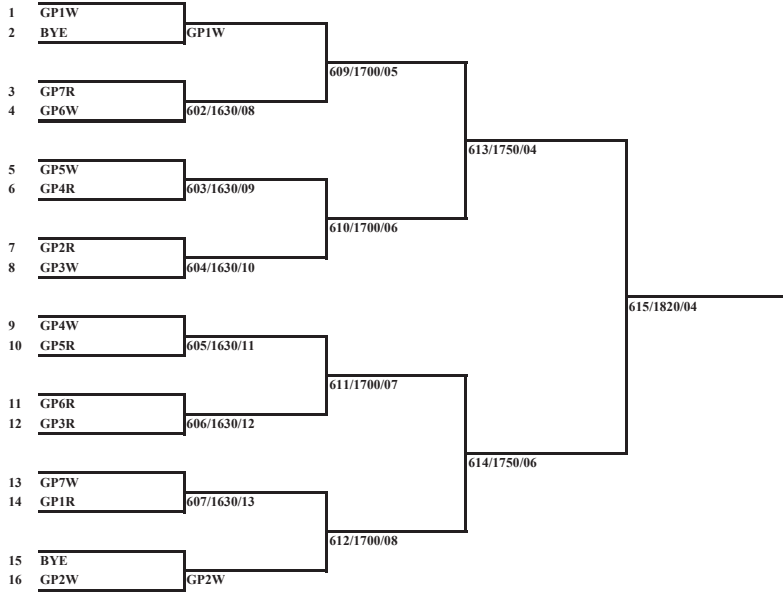 1 GP1W
2 BYE GP1W
609/1700/05
3 GP7R
4 GP6W 602/1630/08
613/1750/04
5 GP5W
6 GP4R 603/1630/09
610/1700/06
7 GP2R
8 GP3W 604/1630/10
615/1820/04
9 GP4W
10 GP5R 605/1630/11
611/1700/07
11 GP6R
12 GP3R 606/1630/12
614/1750/06
13 GP7W
14 GP1R 607/1630/13
612/1700/08
15 BYE
16 GP2W GP2W